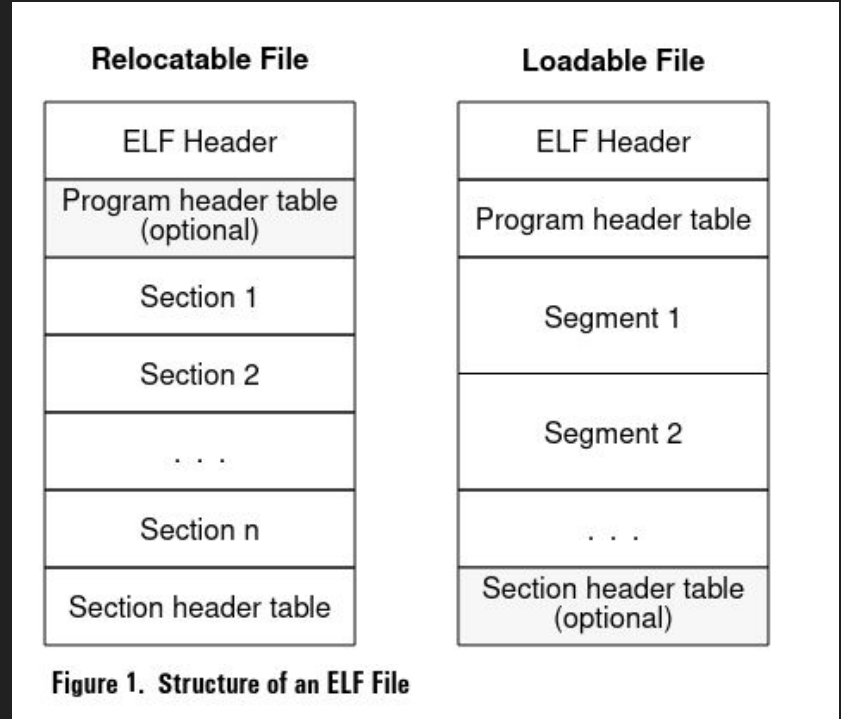 Relocatable File
ELF Header
Program header table
(optional)
Section 1
Section 2
. . .
Section n
Section header table
Loadable File
ELF Header
Program header table
Segment 1
Segment 2
. . .
Section header table
(optional)
Figure 1. Structure of an ELF File